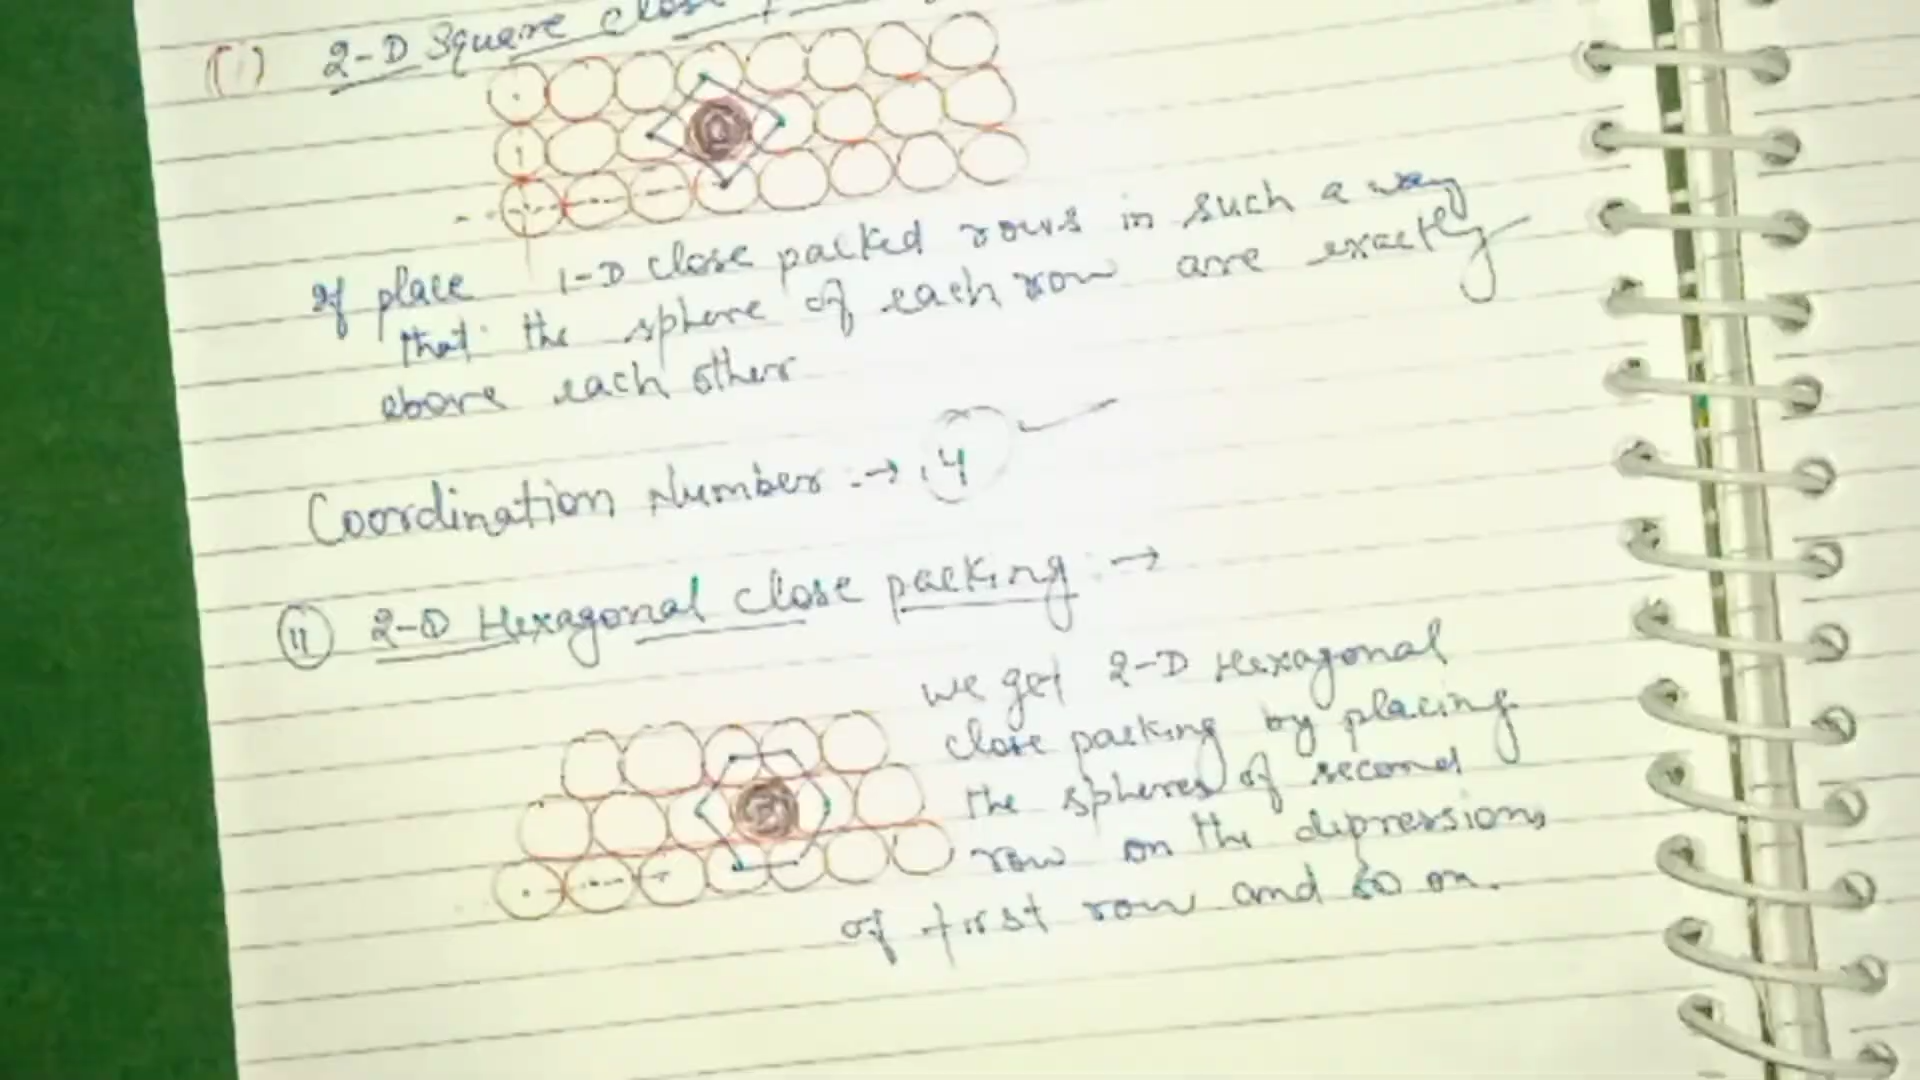 (i) 2-D Square close
If place 1-D close packed rows in such a way
that the sphere of each row are exactly
above each other
Coordination Number :→ 4
(ii) 2-D Hexagonal close packing :→
we get 2-D Hexagonal
close packing by placing
the spheres of second
row on the depressions
of first row and so on.